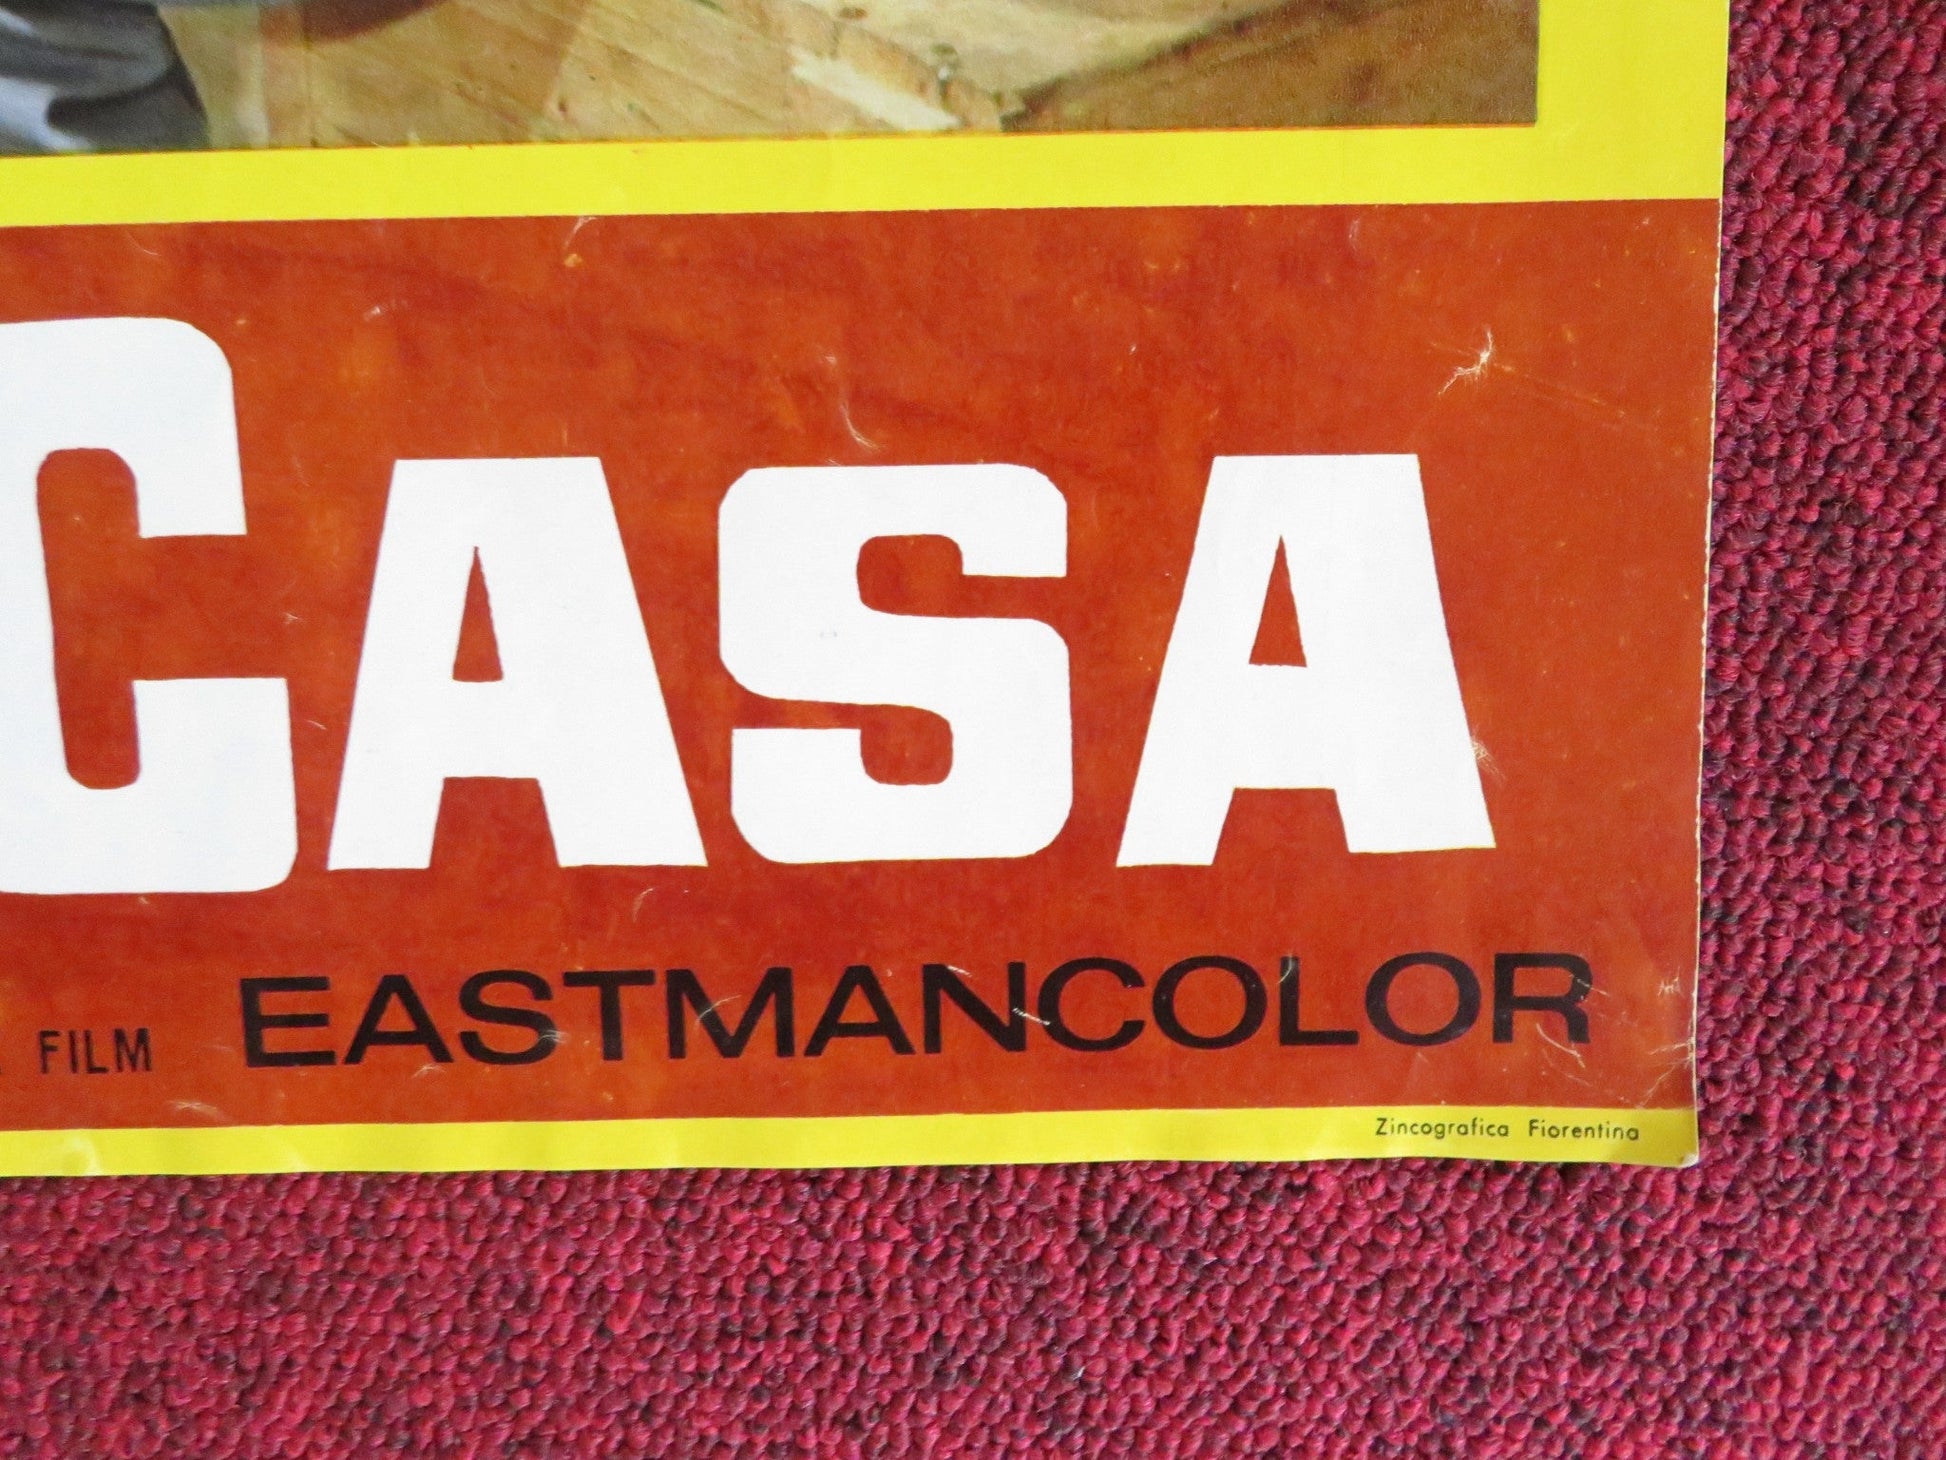 CASA
FILM EASTMANCOLOR
Zincografica Fiorentina